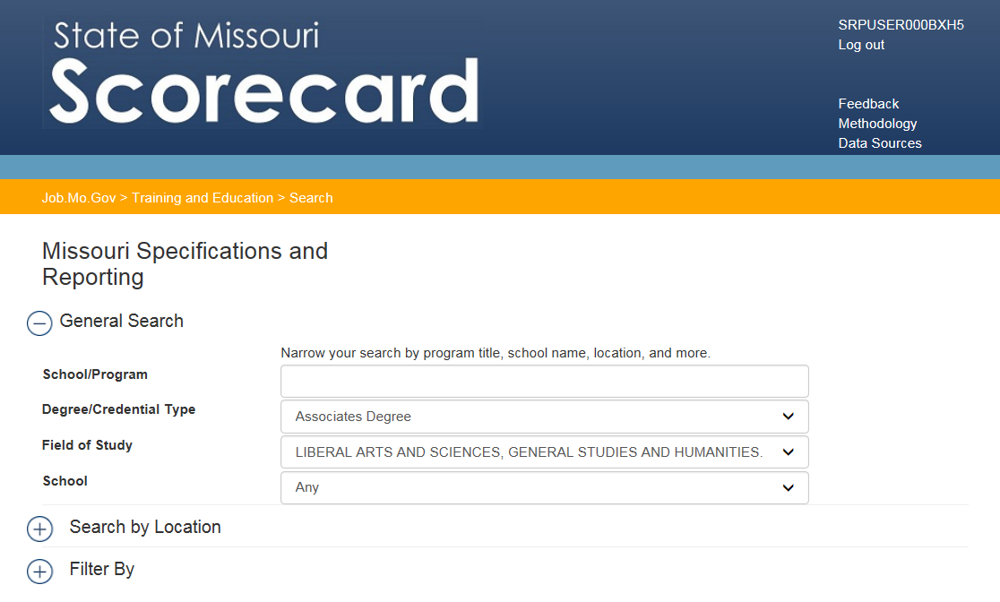 State of Missouri
Scorecard
SRPUSER000BXH5
Log out
Feedback
Methodology
Data Sources
Job.Mo.Gov > Training and Education > Search
Missouri Specifications and
Reporting
General Search
Narrow your search by program title, school name, location, and more.
School/Program
Degree/Credential Type
Associates Degree
Field of Study
LIBERAL ARTS AND SCIENCES, GENERAL STUDIES AND HUMANITIES.
School
Any
Search by Location
Filter By